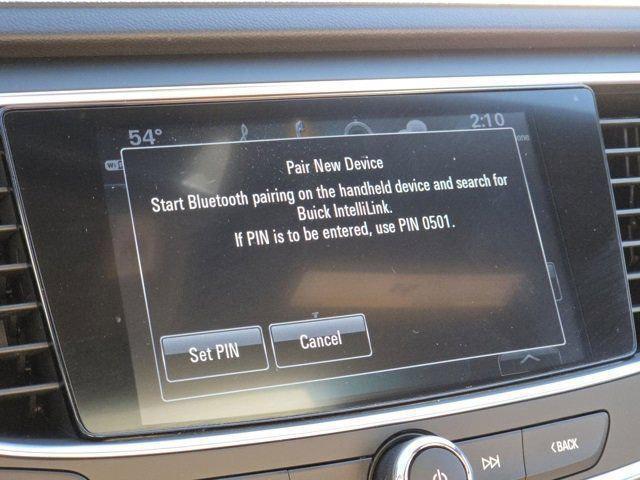 54° 2:10
WiFi
Pair New Device
Start Bluetooth pairing on the handheld device and search for
Buick IntelliLink.
If PIN is to be entered, use PIN 0501.
Set PIN Cancel
BACK